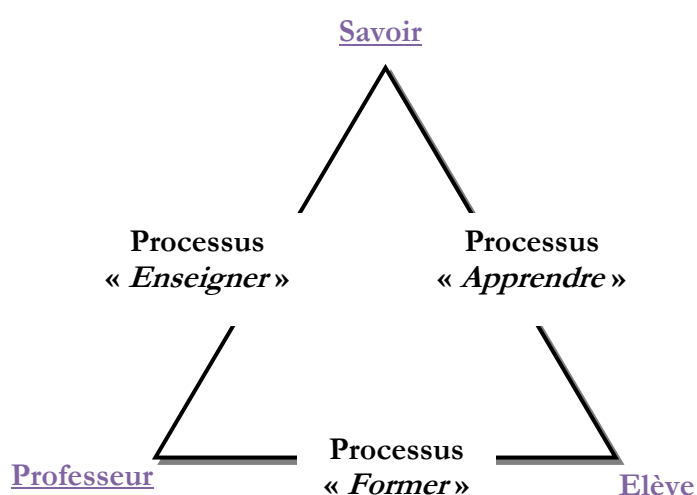 Savoir
Processus
« Enseigner »
Processus
« Apprendre »
Processus
« Former »
Professeur
Elève